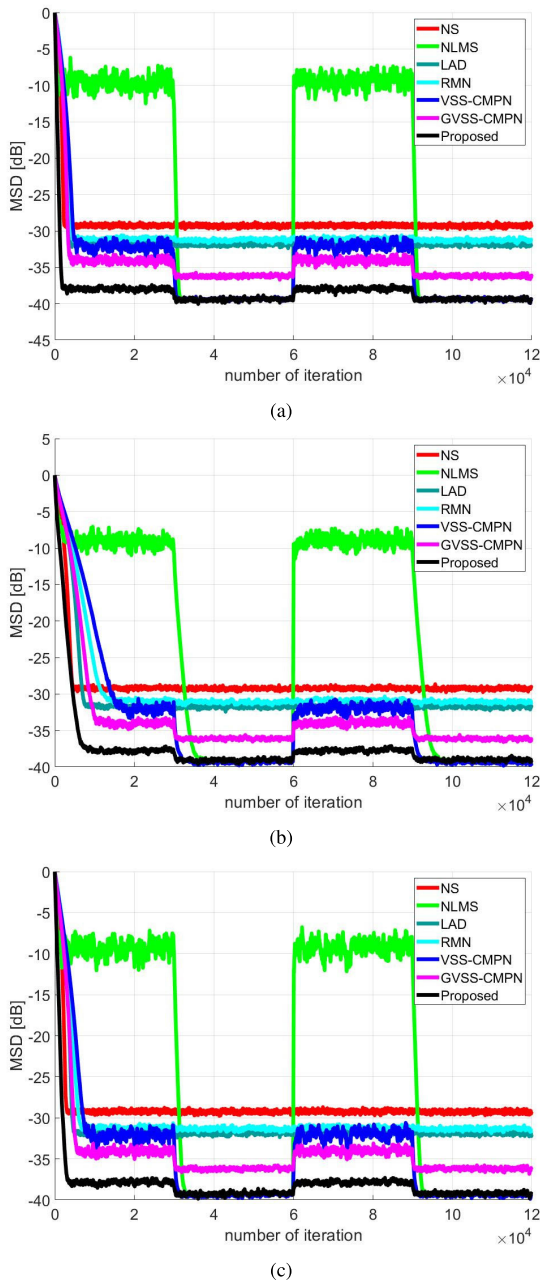 0
-5
-10
-15
-20
-25
-30
-35
-40
-45
MSD [dB]
NS
NLMS
LAD
RMN
VSS-CMPN
GVSS-CMPN
Proposed
0 2 4 6 8 10 12
number of iteration
×10^4
(a)
5
0
-5
-10
-15
-20
-25
-30
-35
-40
MSD [dB]
NS
NLMS
LAD
RMN
VSS-CMPN
GVSS-CMPN
Proposed
0 2 4 6 8 10 12
number of iteration
×10^4
(b)
0
-5
-10
-15
-20
-25
-30
-35
-40
MSD [dB]
NS
NLMS
LAD
RMN
VSS-CMPN
GVSS-CMPN
Proposed
0 2 4 6 8 10 12
number of iteration
×10^4
(c)